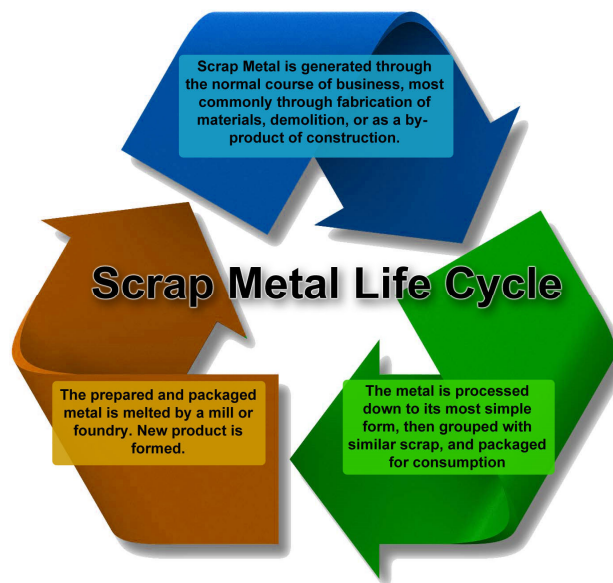 Scrap Metal is generated through
the normal course of business, most
commonly through fabrication of
materials, demolition, or as a by-
product of construction.
Scrap Metal Life Cycle
The prepared and packaged
metal is melted by a mill or
foundry. New product is
formed.
The metal is processed
down to its most simple
form, then grouped with
similar scrap, and packaged
for consumption